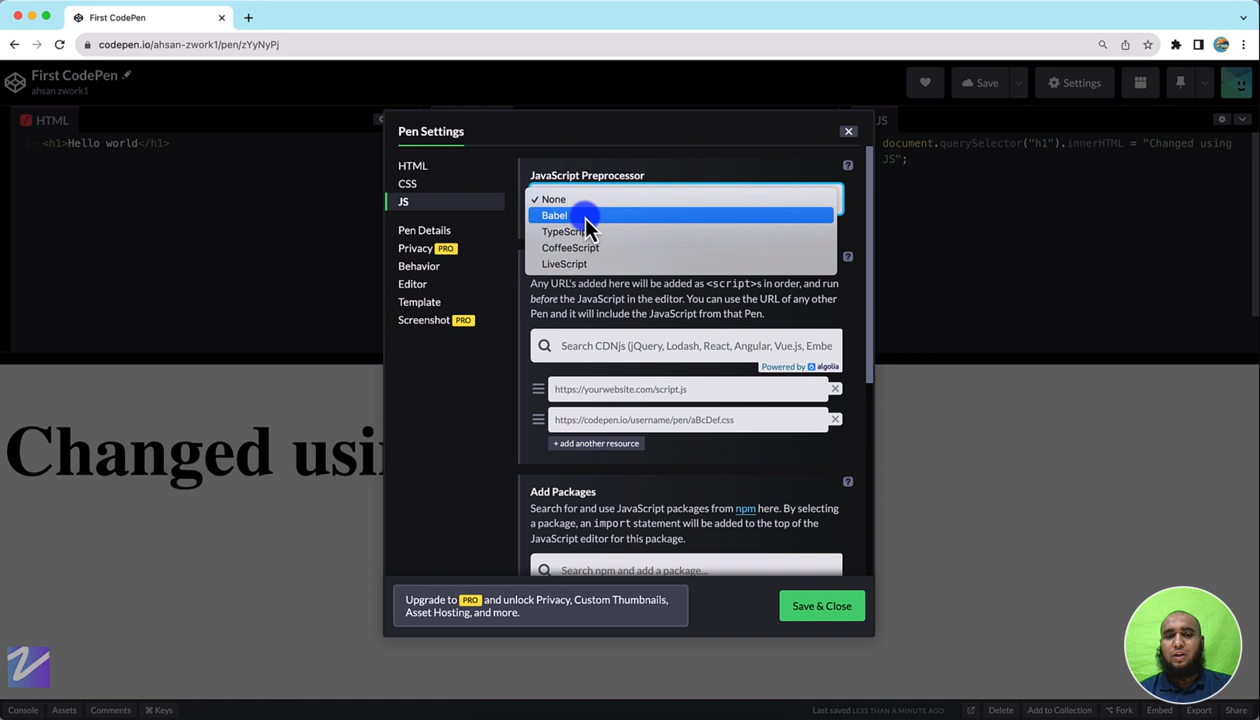 First CodePen
codepen.io/ahsan-zwork1/pen/zYyNyPj
First CodePen
ahsan zwork1
Save
Settings
HTML
<h1>Hello world</h1>
JS
document.querySelector("h1").innerHTML = "Changed using
JS";
Pen Settings
HTML
CSS
JS
Pen Details
Privacy PRO
Behavior
Editor
Template
Screenshot PRO
JavaScript Preprocessor
None
Babel
CoffeeScript
LiveScript
Any URL's added here will be added as <script>s in order, and run
before the JavaScript in the editor. You can use the URL of any other
Pen and it will include the JavaScript from that Pen.
Search CDNjs (jQuery, Lodash, React, Angular, Vue.js, Embe
Powered by algolia
https://yourwebsite.com/script.js
https://codepen.io/username/pen/aBcDef.css
+ add another resource
Add Packages
Search for and use JavaScript packages from npm here. By selecting
a package, an import statement will be added to the top of the
JavaScript editor for this package.
Search npm and add a package...
Upgrade to PRO and unlock Privacy, Custom Thumbnails,
Asset Hosting, and more.
Save & Close
Changed
Console
Assets
Comments
⌘ Keys
Last saved LESS THAN A MINUTE AGO
Delete
Add to Collection
Fork
Embed
Export
Share